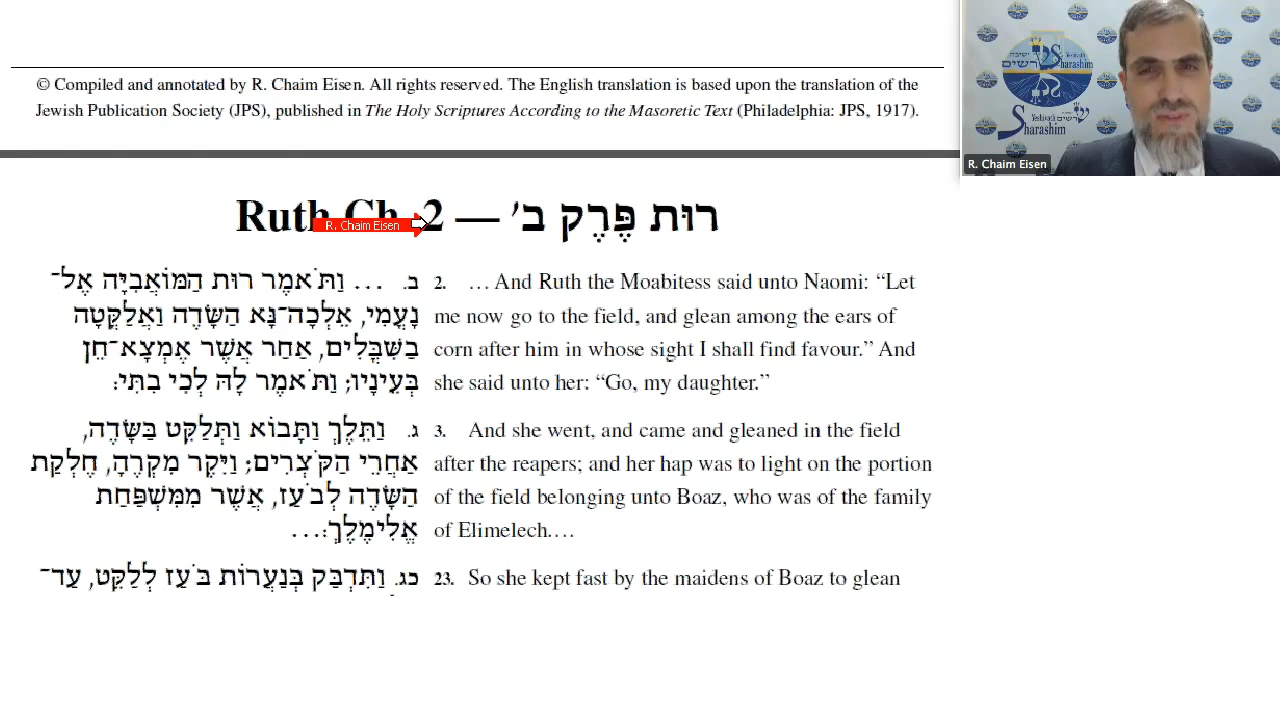 © Compiled and annotated by R. Chaim Eisen. All rights reserved. The English translation is based upon the translation of the
Jewish Publication Society (JPS), published in The Holy Scriptures According to the Masoretic Text (Philadelphia: JPS, 1917).
Ruth Ch. 2 — רוּת פֶּרֶק ב׳
R. Chaim Eisen
ב. … וַתֹּאמֶר רוּת הַמּוֹאֲבִיָּה אֶל־
נָעֳמִי, אֵלְכָה־נָּא הַשָּׂדֶה וַאֲלַקֳּטָה
בַשִּׁבֳּלִים, אַחַר אֲשֶׁר אֶמְצָא־חֵן
בְּעֵינָיו; וַתֹּאמֶר לָהּ לְכִי בִתִּי:
2. … And Ruth the Moabitess said unto Naomi: “Let
me now go to the field, and glean among the ears of
corn after him in whose sight I shall find favour.” And
she said unto her: “Go, my daughter.”
ג. וַתֵּלֶךְ וַתָּבוֹא וַתְּלַקֵּט בַּשָּׂדֶה,
אַחֲרֵי הַקֹּצְרִים; וַיִּקֶר מִקְרֶהָ, חֶלְקַת
הַשָּׂדֶה לְבֹעַז, אֲשֶׁר מִמִּשְׁפַּחַת
אֱלִימֶלֶךְ:…
3. And she went, and came and gleaned in the field
after the reapers; and her hap was to light on the portion
of the field belonging unto Boaz, who was of the family
of Elimelech.…
כג. וַתִּדְבַּק בְּנַעֲרוֹת בֹּעַז לְלַקֵּט, עַד־
23. So she kept fast by the maidens of Boaz to glean
ישיבת
שרשים
Yeshivath
Sharashim
R. Chaim Eisen